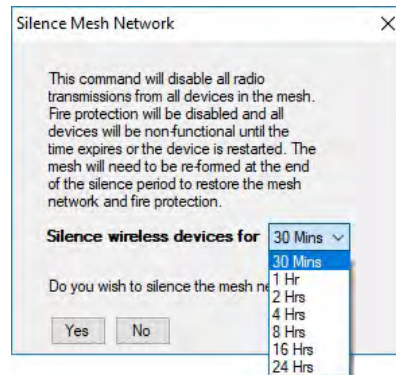 Silence Mesh Network
This command will disable all radio
transmissions from all devices in the mesh.
Fire protection will be disabled and all
devices will be non-functional until the
time expires or the device is restarted. The
mesh will need to be re-formed at the end
of the silence period to restore the mesh
network and fire protection.
Silence wireless devices for 30 Mins
30 Mins
1 Hr
2 Hrs
4 Hrs
8 Hrs
16 Hrs
24 Hrs
Do you wish to silence the mesh
Yes No